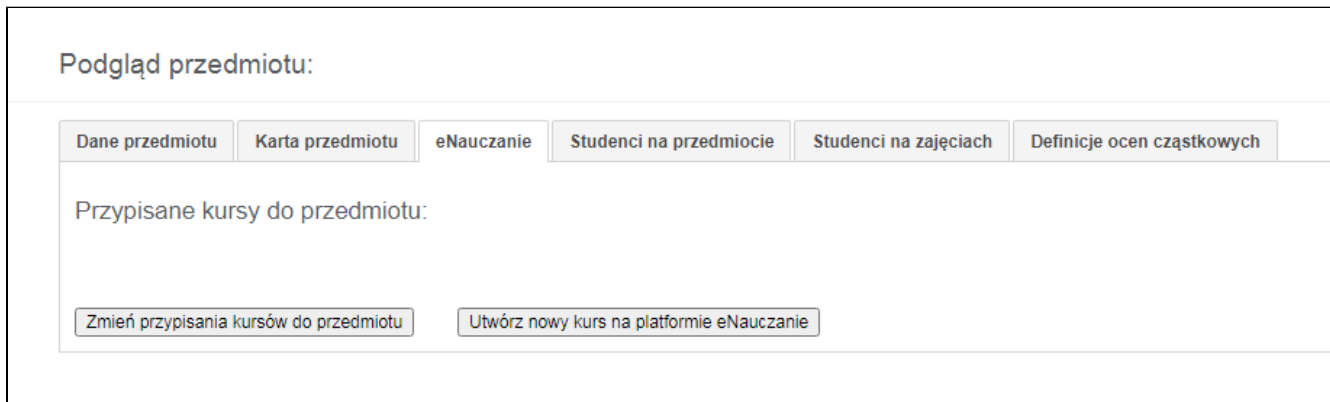 Podgląd przedmiotu:
Dane przedmiotu Karta przedmiotu eNauczanie Studenci na przedmiocie Studenci na zajęciach Definicje ocen cząstkowych
Przypisane kursy do przedmiotu:
Zmień przypisania kursów do przedmiotu Utwórz nowy kurs na platformie eNauczanie